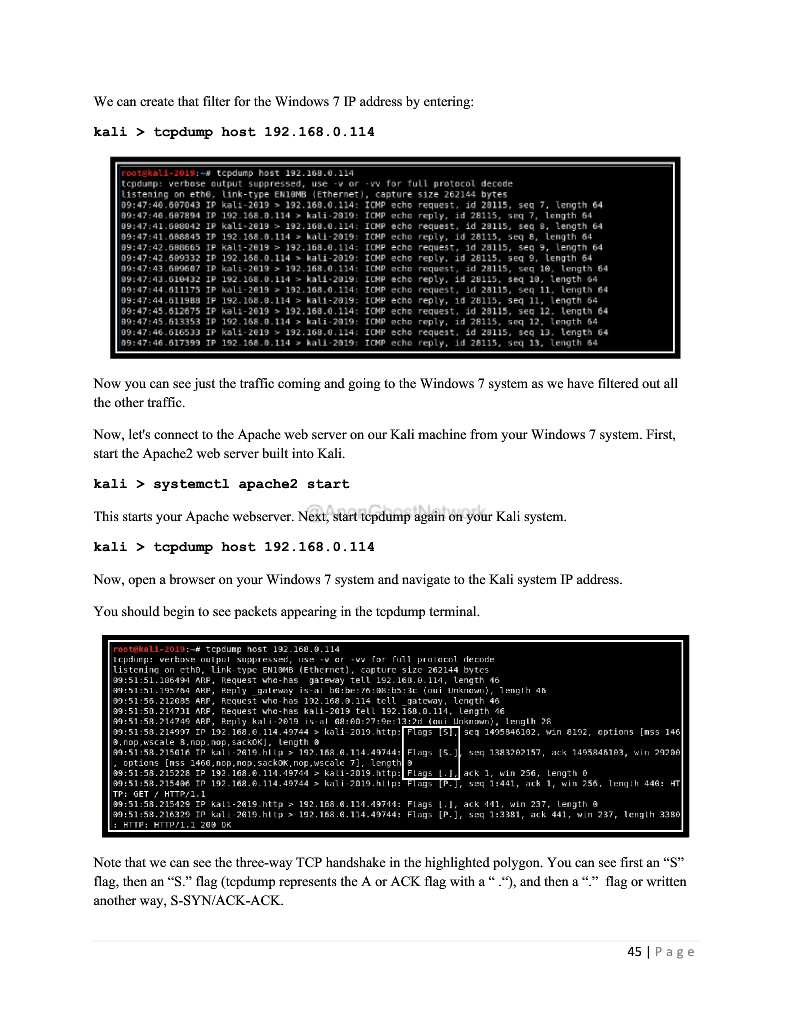 We can create that filter for the Windows 7 IP address by entering:
kali > tcpdump host 192.168.0.114
root@kali-2019:~# tcpdump host 192.168.0.114
tcpdump: verbose output suppressed, use -v or -vv for full protocol decode
listening on eth0, link-type EN10MB (Ethernet), capture size 262144 bytes
09:47:40.607043 IP kali-2019 > 192.168.0.114: ICMP echo request, id 28115, seq 7, length 64
09:47:40.607894 IP 192.168.0.114 > kali-2019: ICMP echo reply, id 28115, seq 7, length 64
09:47:41.608042 IP kali-2019 > 192.168.0.114: ICMP echo request, id 28115, seq 8, length 64
09:47:41.608845 IP 192.168.0.114 > kali-2019: ICMP echo reply, id 28115, seq 8, length 64
09:47:42.608665 IP kali-2019 > 192.168.0.114: ICMP echo request, id 28115, seq 9, length 64
09:47:42.609332 IP 192.168.0.114 > kali-2019: ICMP echo reply, id 28115, seq 9, length 64
09:47:43.609607 IP kali-2019 > 192.168.0.114: ICMP echo request, id 28115, seq 10, length 64
09:47:43.610432 IP 192.168.0.114 > kali-2019: ICMP echo reply, id 28115, seq 10, length 64
09:47:44.611175 IP kali-2019 > 192.168.0.114: ICMP echo request, id 28115, seq 11, length 64
09:47:44.611988 IP 192.168.0.114 > kali-2019: ICMP echo reply, id 28115, seq 11, length 64
09:47:45.612675 IP kali-2019 > 192.168.0.114: ICMP echo request, id 28115, seq 12, length 64
09:47:45.613353 IP 192.168.0.114 > kali-2019: ICMP echo reply, id 28115, seq 12, length 64
09:47:46.616533 IP kali-2019 > 192.168.0.114: ICMP echo request, id 28115, seq 13, length 64
09:47:46.617399 IP 192.168.0.114 > kali-2019: ICMP echo reply, id 28115, seq 13, length 64
Now you can see just the traffic coming and going to the Windows 7 system as we have filtered out all
the other traffic.
Now, let's connect to the Apache web server on our Kali machine from your Windows 7 system. First,
start the Apache2 web server built into Kali.
kali > systemctl apache2 start
@AnonGhostNetwork
This starts your Apache webserver. Next, start tcpdump again on your Kali system.
kali > tcpdump host 192.168.0.114
Now, open a browser on your Windows 7 system and navigate to the Kali system IP address.
You should begin to see packets appearing in the tcpdump terminal.
root@kali-2019:~# tcpdump host 192.168.0.114
tcpdump: verbose output suppressed, use -v or -vv for full protocol decode
listening on eth0, link-type EN10MB (Ethernet), capture size 262144 bytes
09:51:51.186494 ARP, Request who-has _gateway tell 192.168.0.114, length 46
09:51:51.195764 ARP, Reply _gateway is-at b0:be:76:08:b5:3c (oui Unknown), length 46
09:51:56.212085 ARP, Request who-has 192.168.0.114 tell _gateway, length 46
09:51:58.214731 ARP, Request who-has kali-2019 tell 192.168.0.114, length 46
09:51:58.214749 ARP, Reply kali-2019 is-at 08:00:27:9e:13:2d (oui Unknown), length 28
09:51:58.214997 IP 192.168.0.114.49744 > kali-2019.http: Flags [S], seq 1495846102, win 8192, options [mss 146
0,nop,wscale 8,nop,nop,sackOK], length 0
09:51:58.215016 IP kali-2019.http > 192.168.0.114.49744: Flags [S.], seq 1383202157, ack 1495846103, win 29200
, options [mss 1460,nop,nop,sackOK,nop,wscale 7], length 0
09:51:58.215228 IP 192.168.0.114.49744 > kali-2019.http: Flags [.], ack 1, win 256, length 0
09:51:58.215406 IP 192.168.0.114.49744 > kali-2019.http: Flags [P.], seq 1:441, ack 1, win 256, length 440: HT
TP: GET / HTTP/1.1
09:51:58.215429 IP kali-2019.http > 192.168.0.114.49744: Flags [.], ack 441, win 237, length 0
09:51:58.216329 IP kali-2019.http > 192.168.0.114.49744: Flags [P.], seq 1:3381, ack 441, win 237, length 3380
: HTTP: HTTP/1.1 200 OK
Note that we can see the three-way TCP handshake in the highlighted polygon. You can see first an “S”
flag, then an “S.” flag (tcpdump represents the A or ACK flag with a “ .“), and then a “.” flag or written
another way, S-SYN/ACK-ACK.
45 | Page